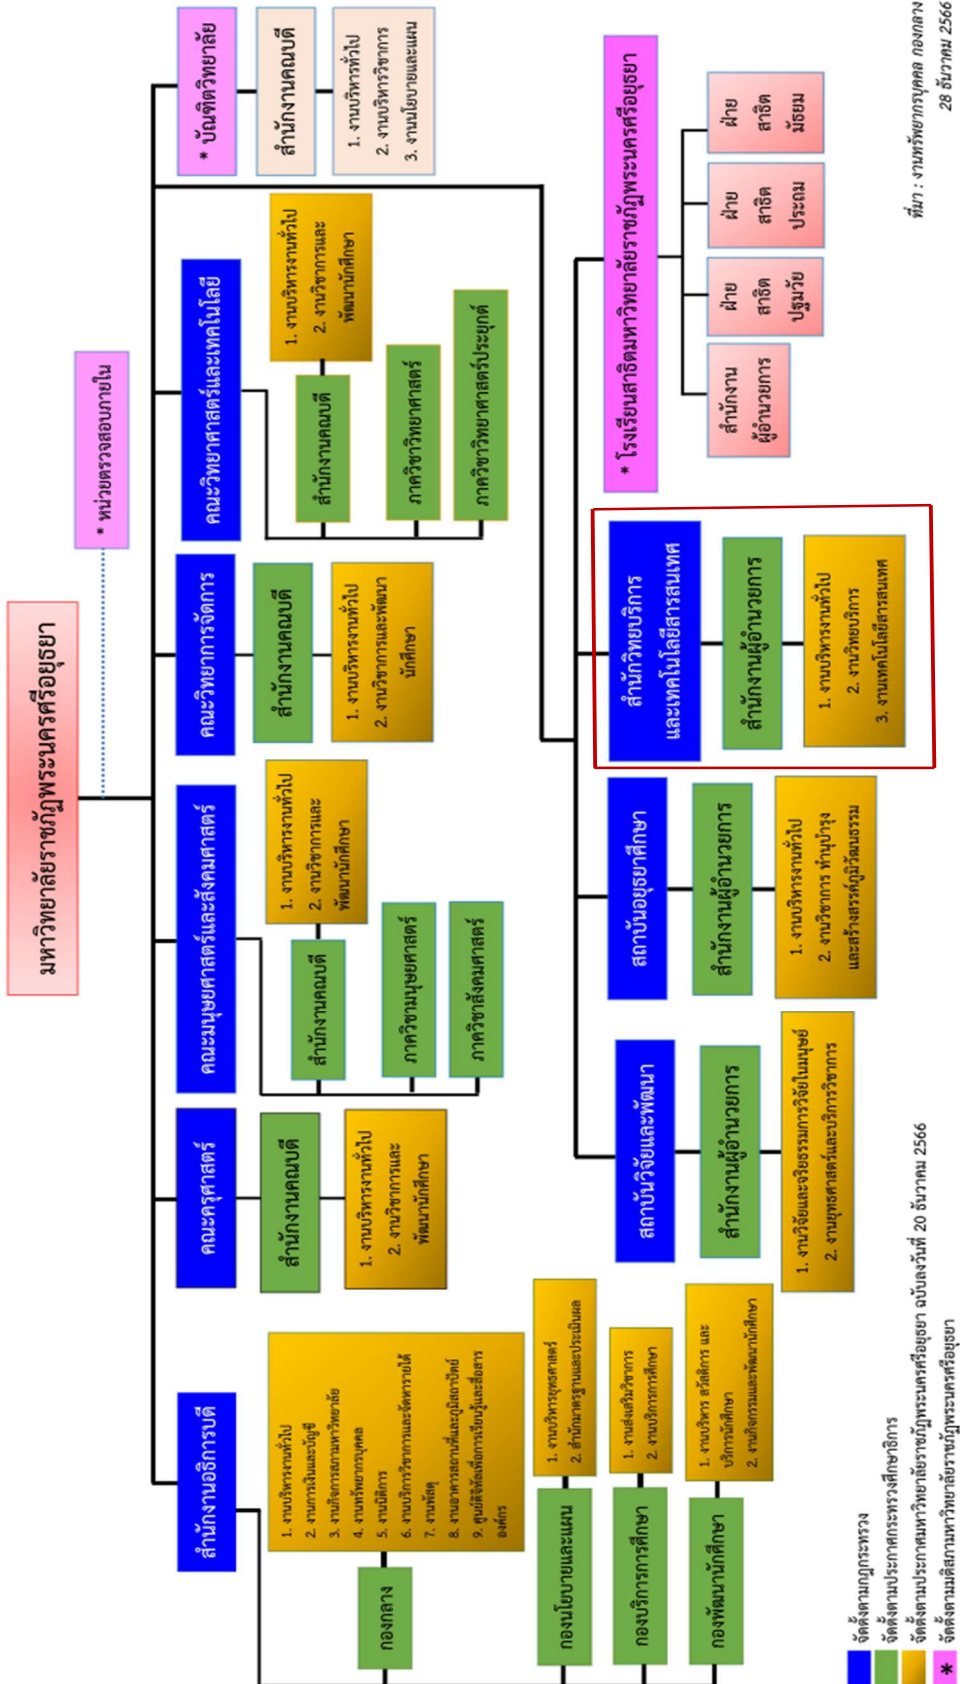 มหาวิทยาลัยราชภัฏพระนครศรีอยุธยา
* หน่วยตรวจสอบภายใน
สำนักงานอธิการบดี
กองกลาง
1. งานบริหารงานทั่วไป
2. งานการเงินและบัญชี
3. งานกิจการสภามหาวิทยาลัย
4. งานทรัพยากรบุคคล
5. งานนิติการ
6. งานบริการวิชาการและจัดหารายได้
7. งานพัสดุ
8. งานอาคารสถานที่และภูมิสถาปัตย์
9. ศูนย์ดิจิทัลเพื่อการเรียนรู้และสื่อสาร
องค์กร
กองนโยบายและแผน
1. งานบริหารยุทธศาสตร์
2. สำนักมาตรฐานและประเมินผล
กองบริการการศึกษา
1. งานส่งเสริมวิชาการ
2. งานบริการการศึกษา
กองพัฒนานักศึกษา
1. งานบริหาร สวัสดิการ และ
บริการนักศึกษา
2. งานกิจกรรมและพัฒนานักศึกษา
คณะครุศาสตร์
สำนักงานคณบดี
1. งานบริหารงานทั่วไป
2. งานวิชาการและ
พัฒนานักศึกษา
คณะมนุษยศาสตร์และสังคมศาสตร์
สำนักงานคณบดี
1. งานบริหารงานทั่วไป
2. งานวิชาการและ
พัฒนานักศึกษา
ภาควิชามนุษยศาสตร์
ภาควิชาสังคมศาสตร์
คณะวิทยาการจัดการ
สำนักงานคณบดี
1. งานบริหารงานทั่วไป
2. งานวิชาการและพัฒนา
นักศึกษา
คณะวิทยาศาสตร์และเทคโนโลยี
สำนักงานคณบดี
1. งานบริหารงานทั่วไป
2. งานวิชาการและ
พัฒนานักศึกษา
ภาควิชาวิทยาศาสตร์
ภาควิชาวิทยาศาสตร์ประยุกต์
* บัณฑิตวิทยาลัย
สำนักงานคณบดี
1. งานบริหารทั่วไป
2. งานบริหารวิชาการ
3. งานนโยบายและแผน
สถาบันวิจัยและพัฒนา
สำนักงานผู้อำนวยการ
1. งานวิจัยและจริยธรรมการวิจัยในมนุษย์
2. งานยุทธศาสตร์และบริการวิชาการ
สถาบันอยุธยาศึกษา
สำนักงานผู้อำนวยการ
1. งานบริหารงานทั่วไป
2. งานวิชาการ ทำนุบำรุง
และสร้างสรรค์ภูมิวัฒนธรรม
สำนักวิทยบริการ
และเทคโนโลยีสารสนเทศ
สำนักงานผู้อำนวยการ
1. งานบริหารงานทั่วไป
2. งานวิทยบริการ
3. งานเทคโนโลยีสารสนเทศ
* โรงเรียนสาธิตมหาวิทยาลัยราชภัฏพระนครศรีอยุธยา
สำนักงาน
ผู้อำนวยการ
ฝ่าย
สาธิต
ปฐมวัย
ฝ่าย
สาธิต
ประถม
ฝ่าย
สาธิต
มัธยม
จัดตั้งตามกฎกระทรวง
จัดตั้งตามประกาศกระทรวงศึกษาธิการ
จัดตั้งตามประกาศมหาวิทยาลัยราชภัฏพระนครศรีอยุธยา ฉบับลงวันที่ 20 ธันวาคม 2566
* จัดตั้งตามมติสภามหาวิทยาลัยราชภัฏพระนครศรีอยุธยา
ที่มา : งานทรัพยากรบุคคล กองกลาง
28 ธันวาคม 2566